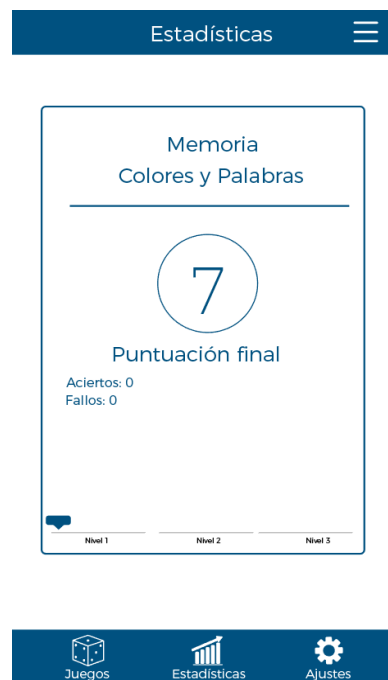 Estadísticas
Memoria
Colores y Palabras
7
Puntuación final
Aciertos: 0
Fallos: 0
Nivel 1 Nivel 2 Nivel 3
Juegos Estadísticas Ajustes